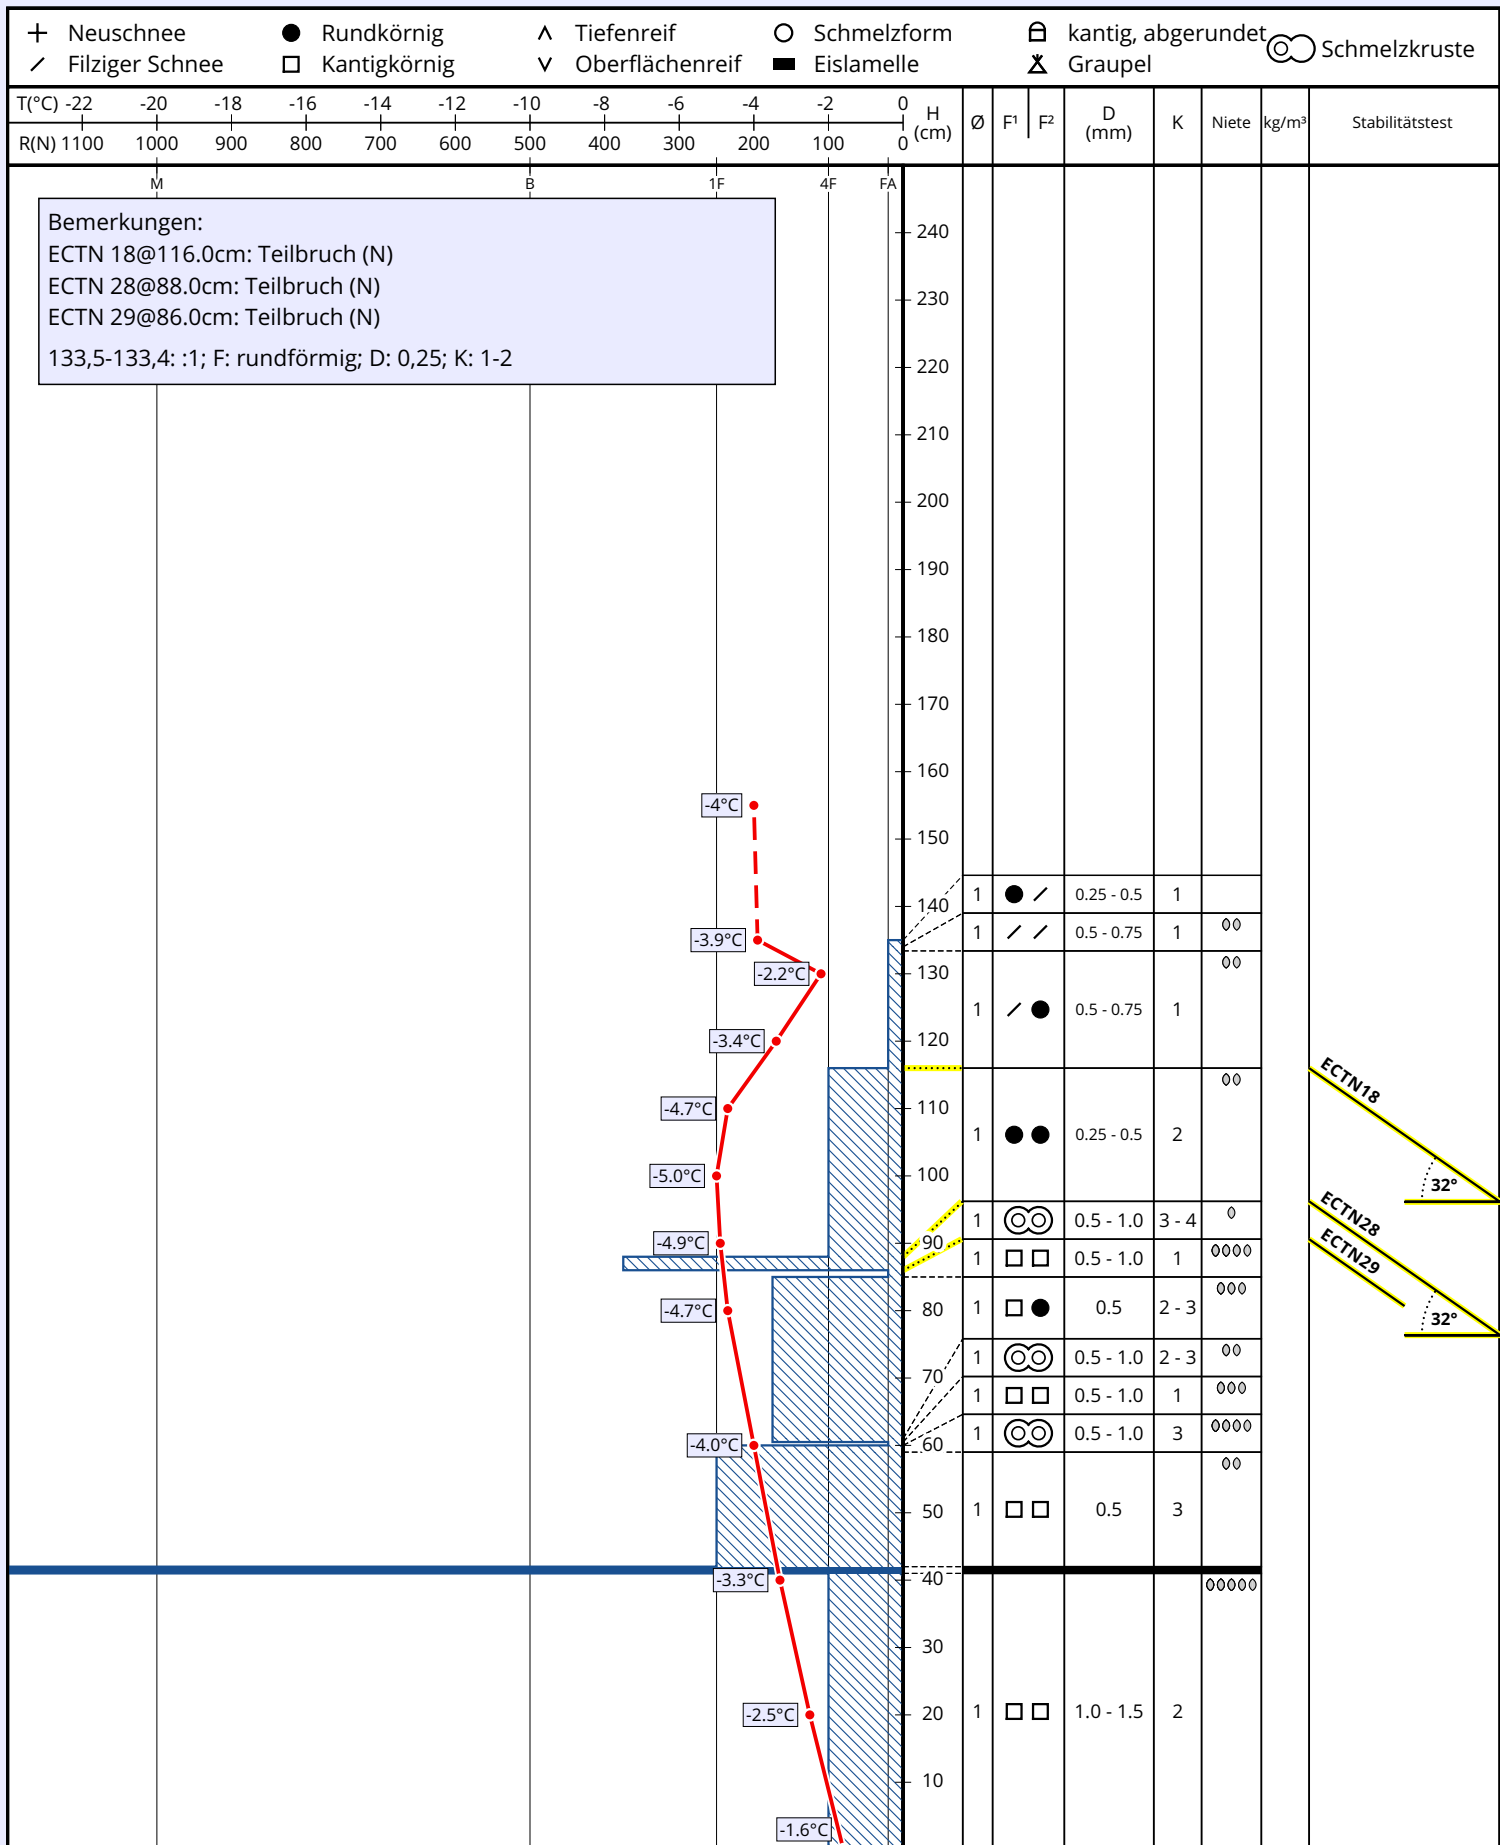 Neuschnee Rundkörnig Tiefenreif Schmelzform kantig, abgerundet Schmelzkruste
Filziger Schnee Kantigkörnig Oberflächenreif Eislamelle Graupel
T(°C) -22 -20 -18 -16 -14 -12 -10 -8 -6 -4 -2 0
R(N) 1100 1000 900 800 700 600 500 400 300 200 100 0
H (cm) Ø F¹ F² D (mm) K Niete kg/m³ Stabilitätstest
M B 1F 4F FA
Bemerkungen:
ECTN 18@116.0cm: Teilbruch (N)
ECTN 28@88.0cm: Teilbruch (N)
ECTN 29@86.0cm: Teilbruch (N)
133,5-133,4: :1; F: rundförmig; D: 0,25; K: 1-2
240
230
220
210
200
190
180
170
160
-4°C
150
140 1 0.25 - 0.5 1
-3.9°C 1 0.5 - 0.75 1
-2.2°C 130
1 0.5 - 0.75 1
-3.4°C 120
ECTN18
-4.7°C 110
1 0.25 - 0.5 2
-5.0°C 100 32°
1 0.5 - 1.0 3 - 4 ECTN28
-4.9°C 90
1 0.5 - 1.0 1 ECTN29
-4.7°C 80 1 0.5 2 - 3 32°
1 0.5 - 1.0 2 - 3
70
1 0.5 - 1.0 1
-4.0°C 60 1 0.5 - 1.0 3
50 1 0.5 3
-3.3°C 40
30
-2.5°C 20 1 1.0 - 1.5 2
10
-1.6°C